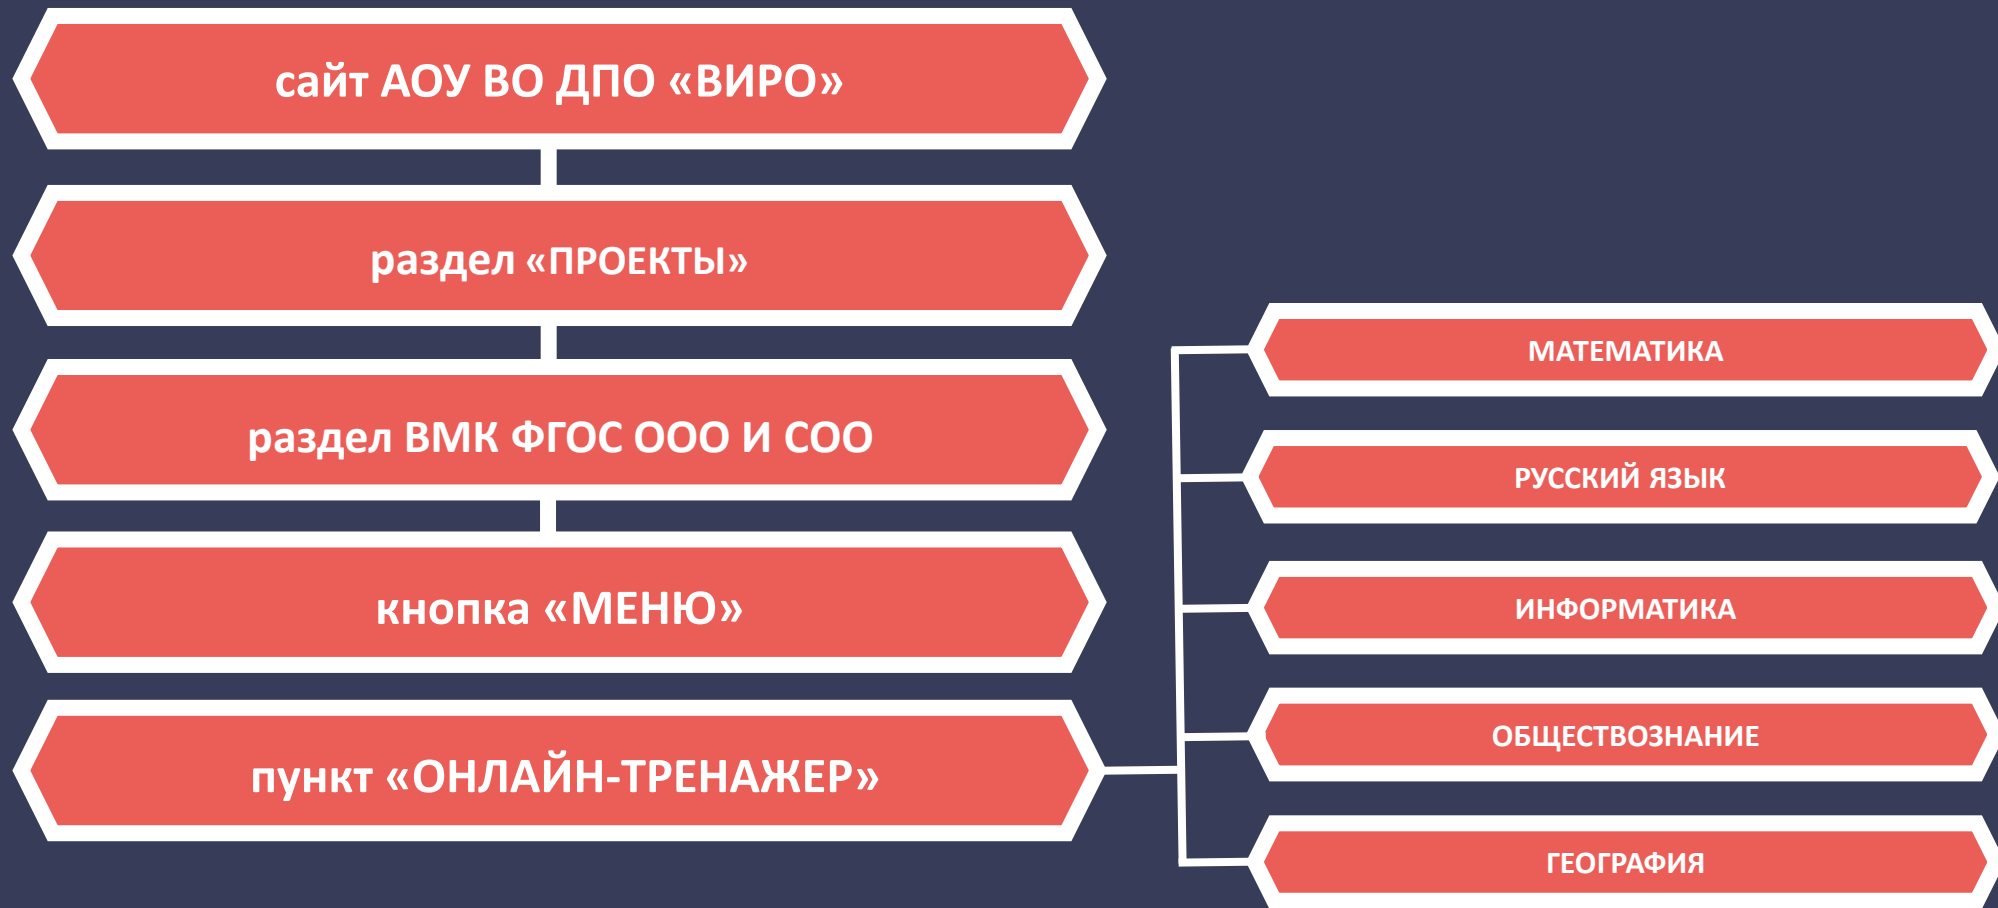 сайт АОУ ВО ДПО «ВИРО»
раздел «ПРОЕКТЫ»
раздел ВМК ФГОС ООО И СОО
кнопка «МЕНЮ»
пункт «ОНЛАЙН-ТРЕНАЖЕР»
МАТЕМАТИКА
РУССКИЙ ЯЗЫК
ИНФОРМАТИКА
ОБЩЕСТВОЗНАНИЕ
ГЕОГРАФИЯ